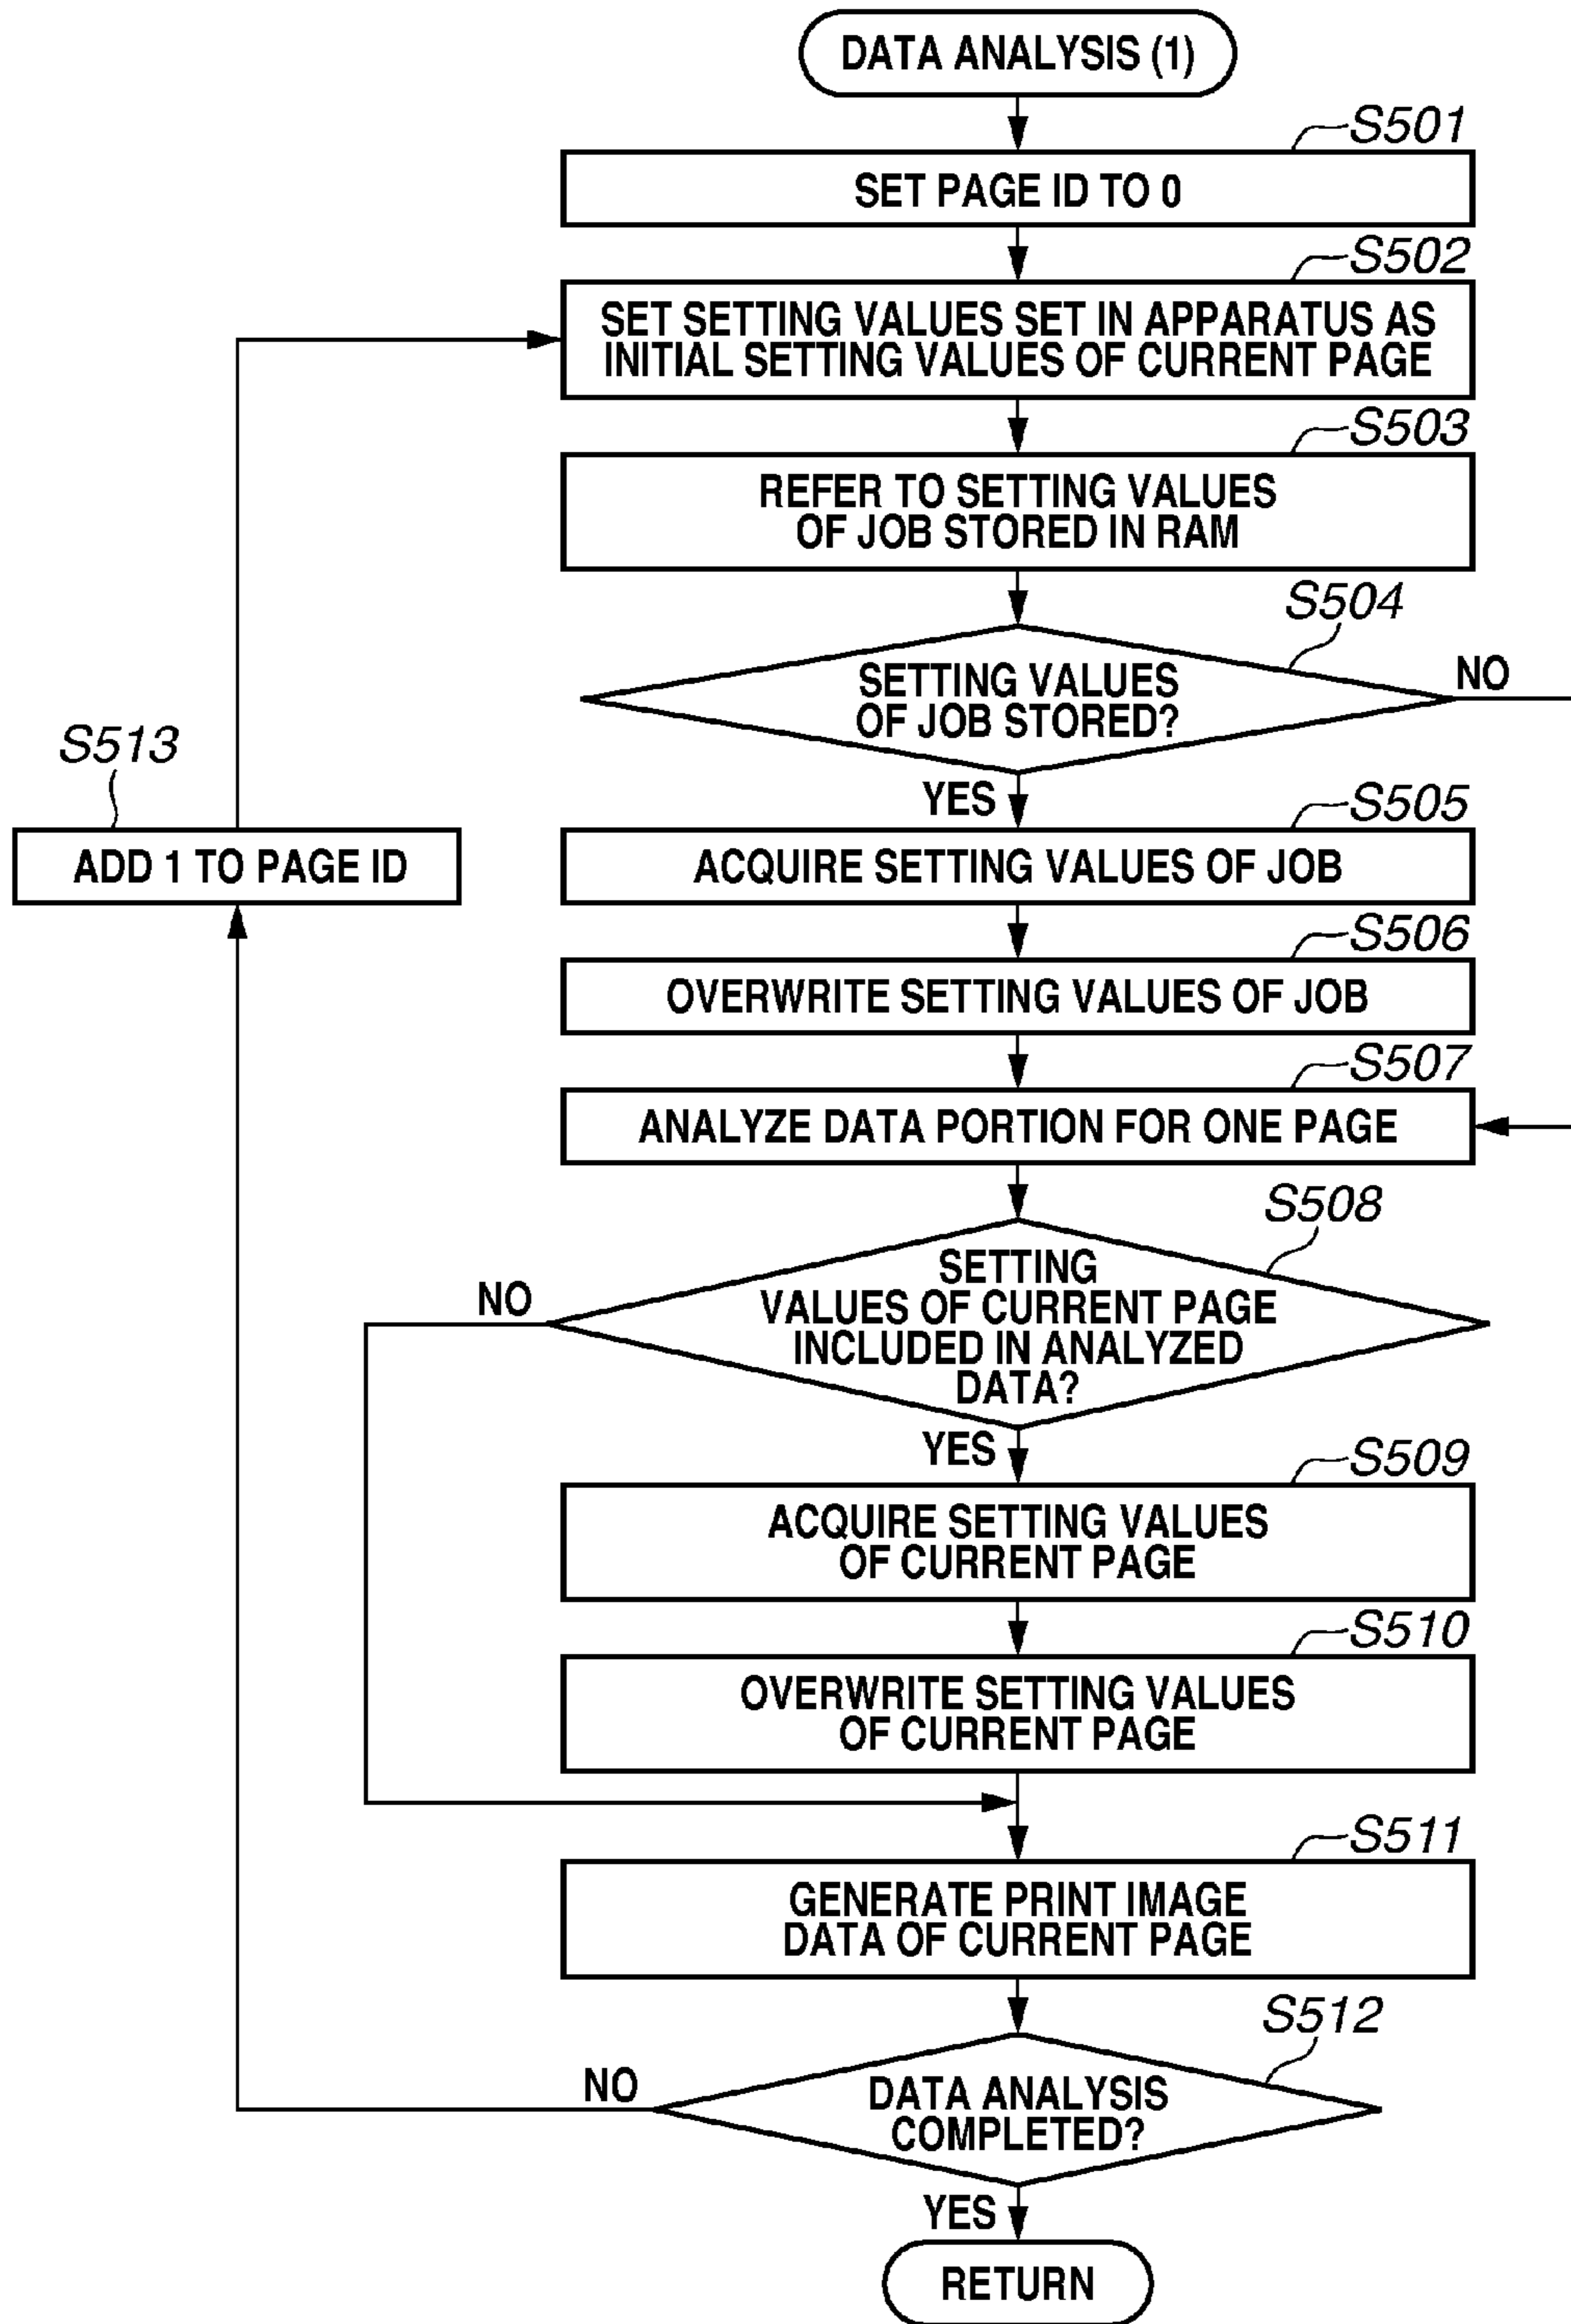 DATA ANALYSIS (1)
S501
SET PAGE ID TO 0
S502
SET SETTING VALUES SET IN APPARATUS AS
INITIAL SETTING VALUES OF CURRENT PAGE
S503
REFER TO SETTING VALUES
OF JOB STORED IN RAM
S504
SETTING VALUES
OF JOB STORED?
NO
YES
S513
ADD 1 TO PAGE ID
S505
ACQUIRE SETTING VALUES OF JOB
S506
OVERWRITE SETTING VALUES OF JOB
S507
ANALYZE DATA PORTION FOR ONE PAGE
S508
SETTING
VALUES OF CURRENT PAGE
INCLUDED IN ANALYZED
DATA?
NO
YES
S509
ACQUIRE SETTING VALUES
OF CURRENT PAGE
S510
OVERWRITE SETTING VALUES
OF CURRENT PAGE
S511
GENERATE PRINT IMAGE
DATA OF CURRENT PAGE
S512
DATA ANALYSIS
COMPLETED?
NO
YES
RETURN